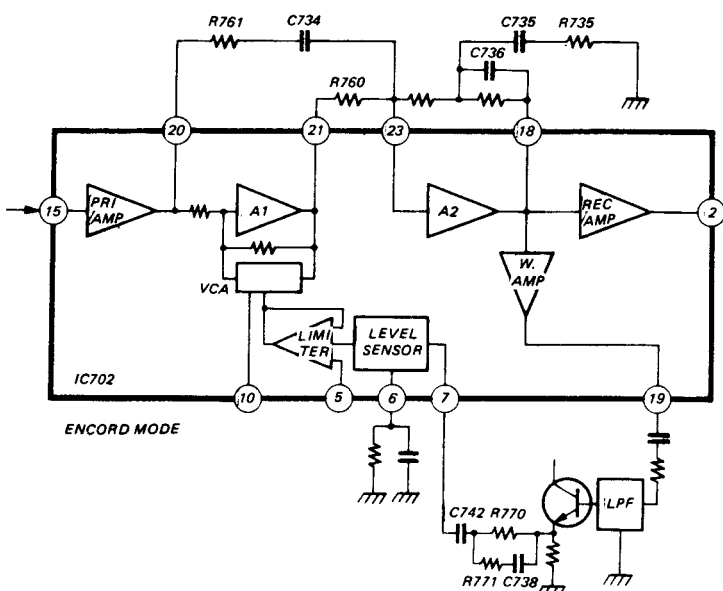 C734
C735
R761
R735
C736
R760
20
21
23
18
15
PRI
AMP
A1
A2
REC
AMP
2
VCA
W.
AMP
LIMI
TER
LEVEL
SENSOR
IC702
10
5
6
7
19
ENCORD MODE
C742
R770
LPF
R771
C738